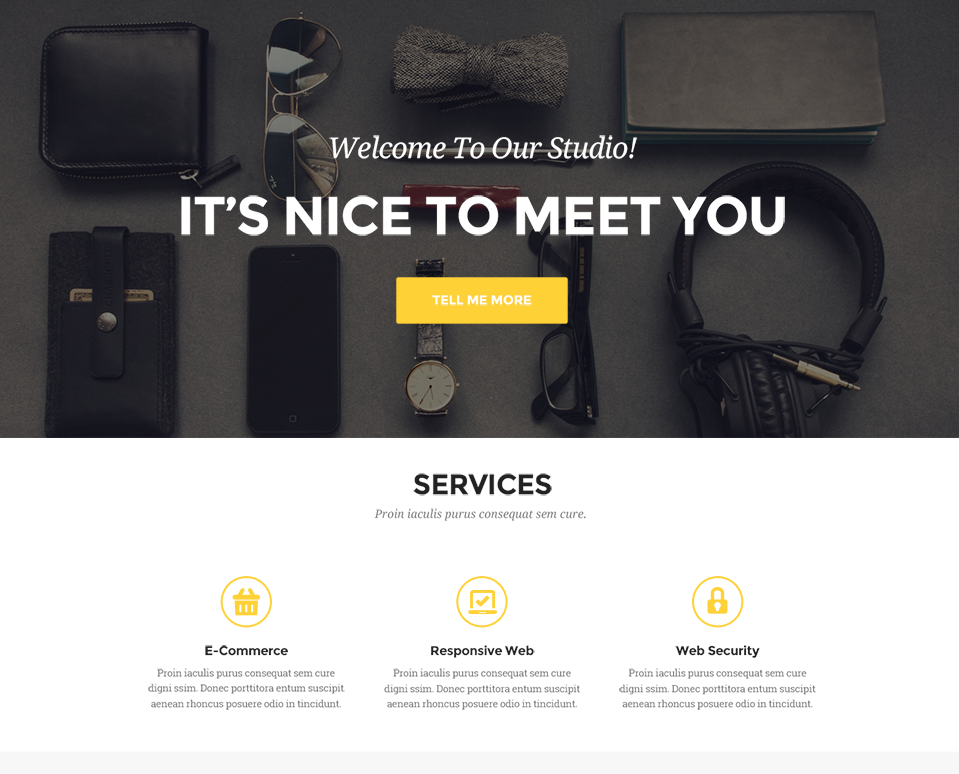 Welcome To Our Studio!
IT'S NICE TO MEET YOU
TELL ME MORE
SERVICES
Proin iaculis purus consequat sem cure.
E-Commerce
Proin iaculis purus consequat sem cure
digni ssim. Donec porttitora entum suscipit
aenean rhoncus posuere odio in tincidunt.
Responsive Web
Proin iaculis purus consequat sem cure
digni ssim. Donec porttitora entum suscipit
aenean rhoncus posuere odio in tincidunt.
Web Security
Proin iaculis purus consequat sem cure
digni ssim. Donec porttitora entum suscipit
aenean rhoncus posuere odio in tincidunt.